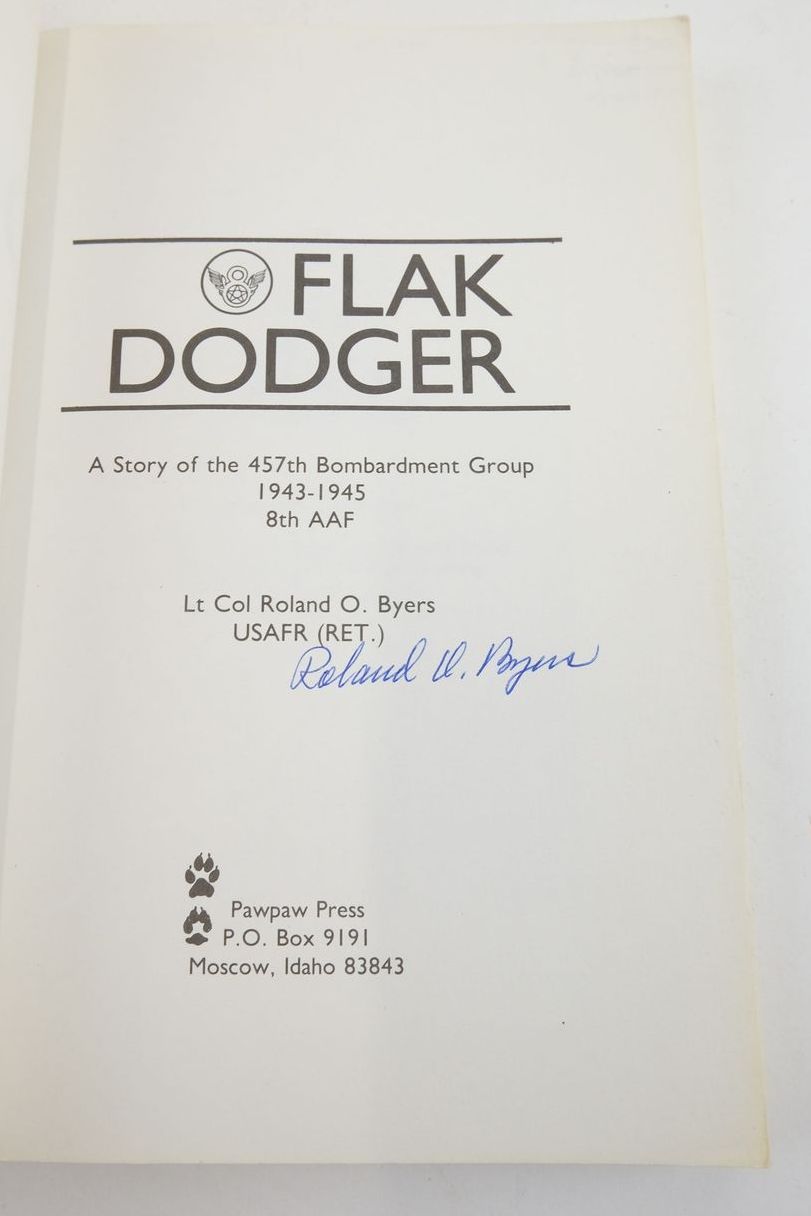 FLAK
DODGER
A Story of the 457th Bombardment Group
1943-1945
8th AAF
Lt Col Roland O. Byers
USAFR (RET.)
Roland O. Byers
Pawpaw Press
P.O. Box 9191
Moscow, Idaho 83843